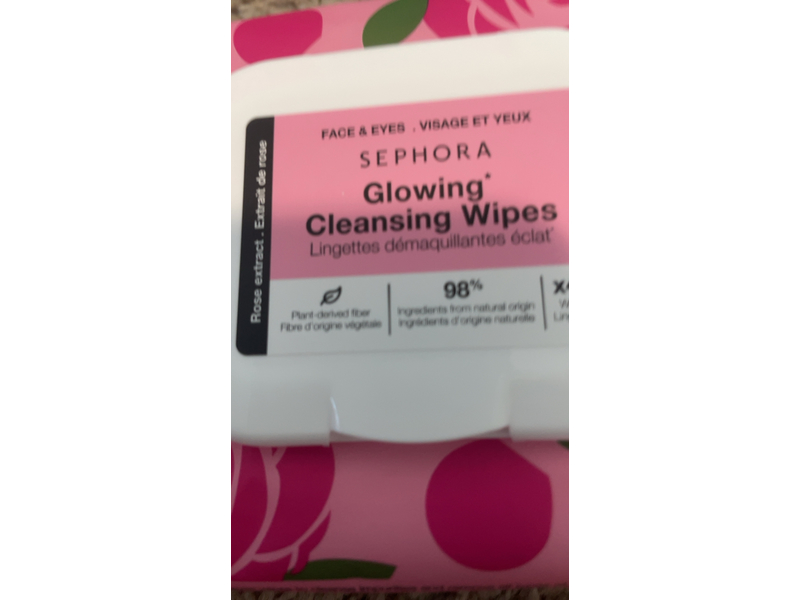 FACE & EYES . VISAGE ET YEUX
SEPHORA
Glowing*
Cleansing Wipes
Lingettes démaquillantes éclat*
Rose extract . Extrait de rose
Plant-derived fiber
Fibre d'origine végétale
98%
Ingredients from natural origin
Ingrédients d'origine naturelle